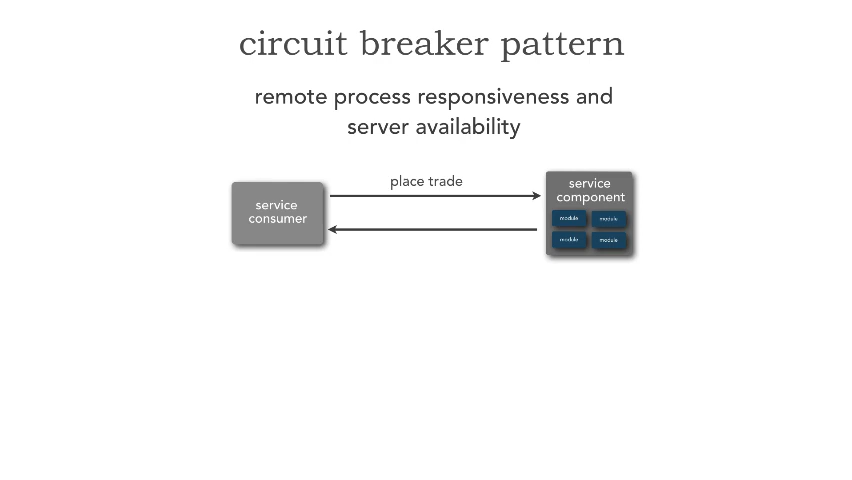 circuit breaker pattern
remote process responsiveness and
server availability
place trade
service
consumer
service
component
module module
module module